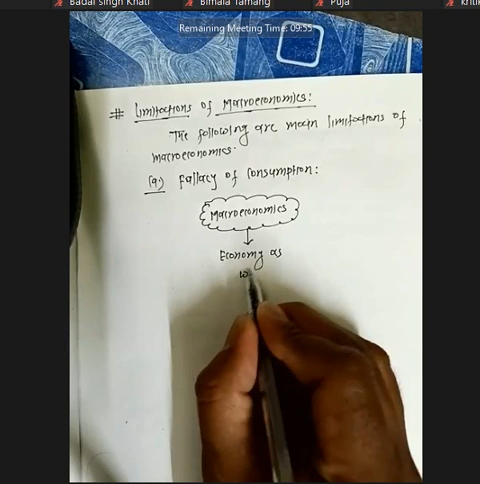 Badal singh Khati
Bimala Tamang
Puja
kritik
Remaining Meeting Time: 09:55
# Limitations of Macroeconomics:
The following are main limitations of
macroeconomics.
(a.) Fallacy of Consumption:
Macroeconomics
Economy as
w